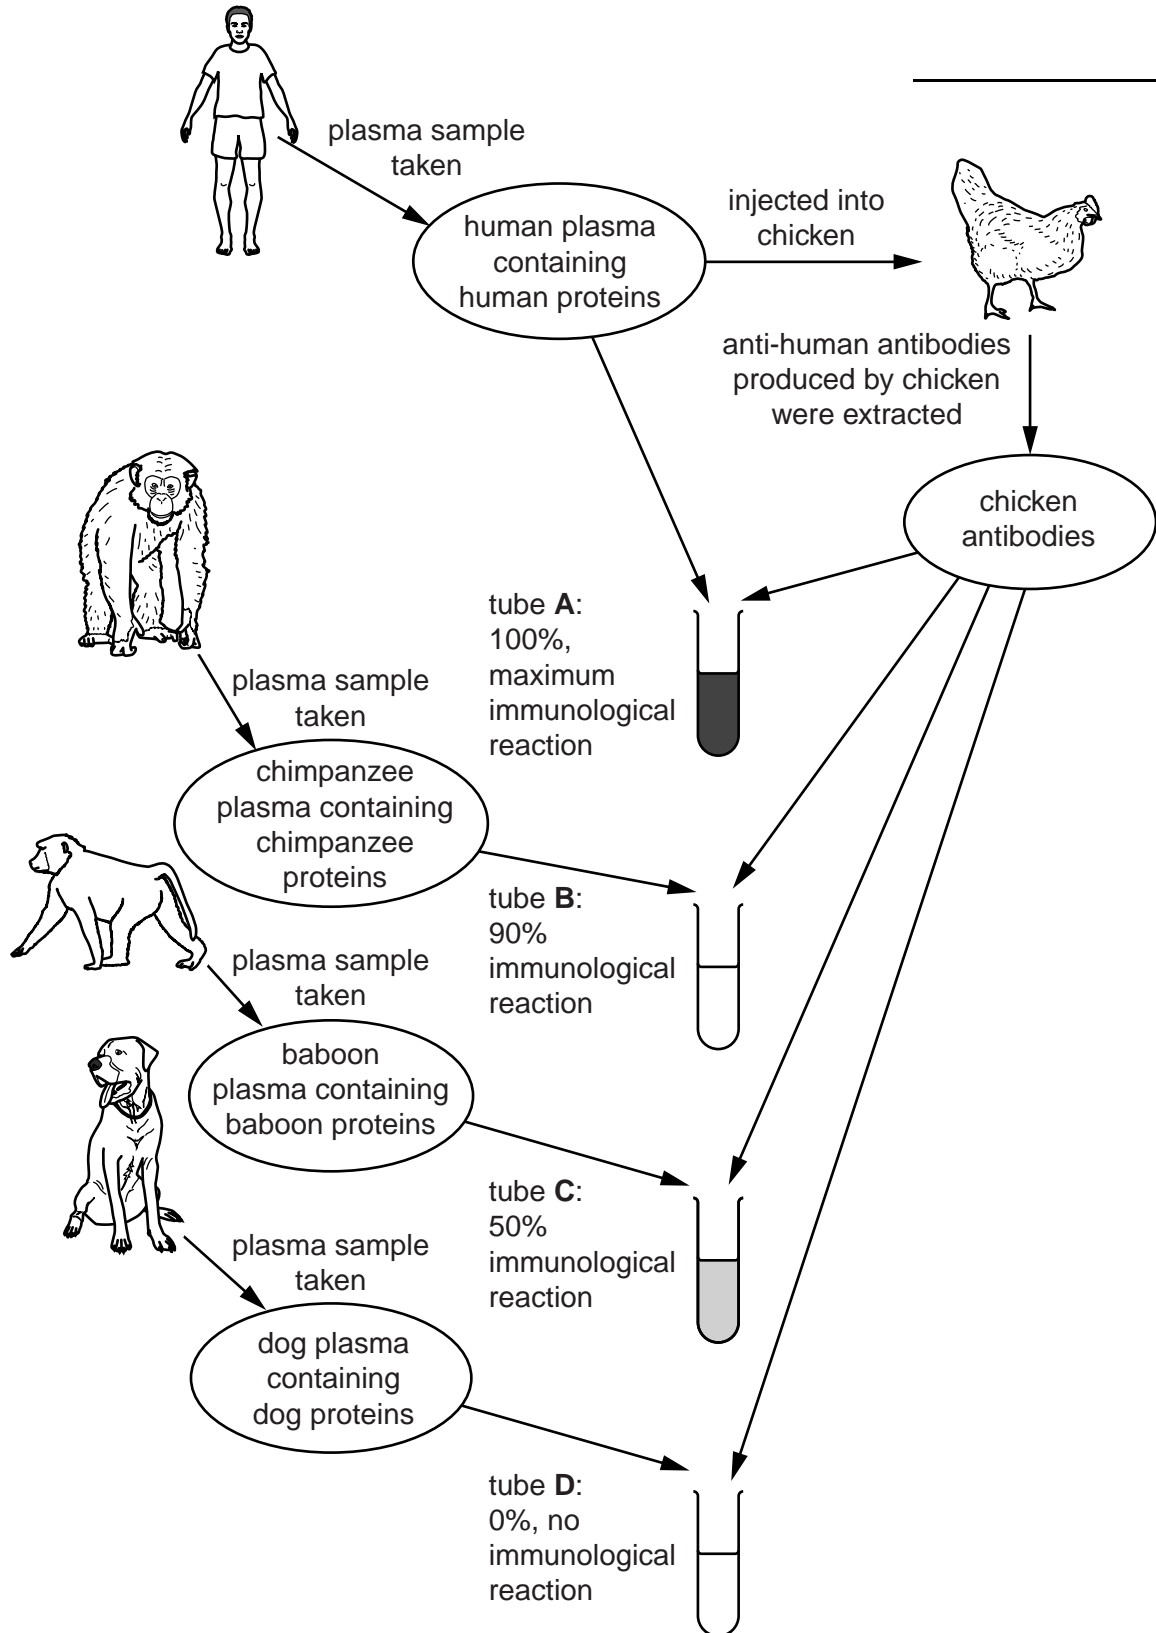 plasma sample
taken
human plasma
containing
human proteins
injected into
chicken
anti-human antibodies
produced by chicken
were extracted
chicken
antibodies
tube A:
100%,
maximum
immunological
reaction
plasma sample
taken
chimpanzee
plasma containing
chimpanzee
proteins
tube B:
90%
immunological
reaction
plasma sample
taken
baboon
plasma containing
baboon proteins
tube C:
50%
immunological
reaction
plasma sample
taken
dog plasma
containing
dog proteins
tube D:
0%, no
immunological
reaction